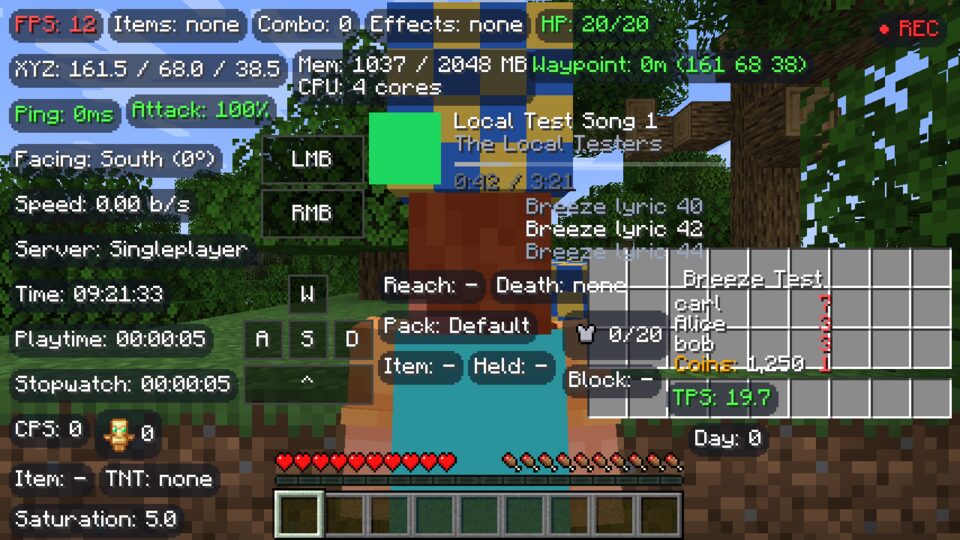 FPS: 12 Items: none Combo: 0 Effects: none HP: 20/20 REC
XYZ: 161.5 / 68.0 / 38.5 Mem: 1037 / 2048 MB Waypoint: 0m (161 68 38)
CPU: 4 cores
Ping: 0ms Attack: 100%
Local Test Song 1
The Local Testers
Facing: South (0°) LMB
0:42 / 3:21
Speed: 0.00 b/s RMB
Breeze lyric 40
Breeze lyric 42
Breeze lyric 44
Server: Singleplayer
Reach: - Death: none
Breeze Test
Time: 09:21:33 W
carl 7
Alice 3
bob 3
Coins: 1,250 1
Pack: Default 0/20
Playtime: 00:00:05 A S D
Item: - Held: - Block: -
Stopwatch: 00:00:05 ^
TPS: 19.7
CPS: 0 0
Day: 0
Item: - TNT: none
Saturation: 5.0